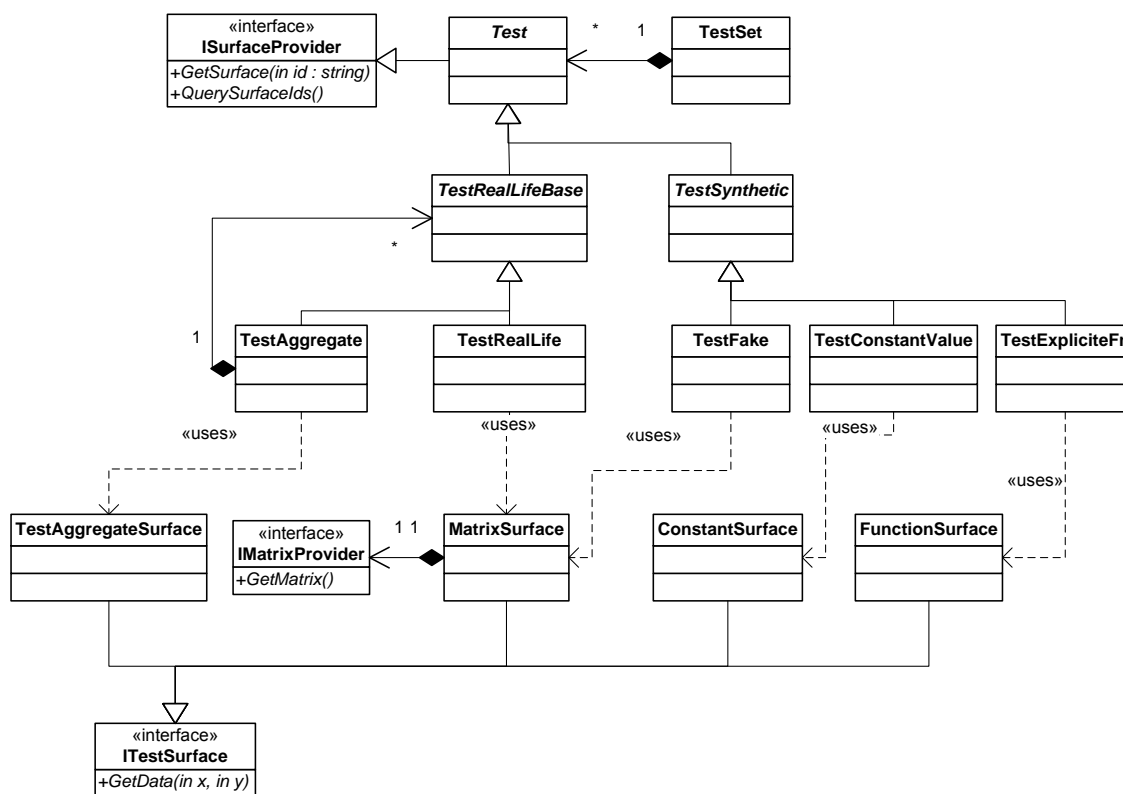 «interface»
ISurfaceProvider
+GetSurface(in id : string)
+QuerySurfaceIds()
Test
*
1
TestSet
TestRealLifeBase
TestSynthetic
*
1
TestAggregate
TestRealLife
TestFake
TestConstantValue
TestExpliciteFr
«uses»
«uses»
«uses»
«uses»
«uses»
TestAggregateSurface
«interface»
IMatrixProvider
+GetMatrix()
1 1
MatrixSurface
ConstantSurface
FunctionSurface
«interface»
ITestSurface
+GetData(in x, in y)